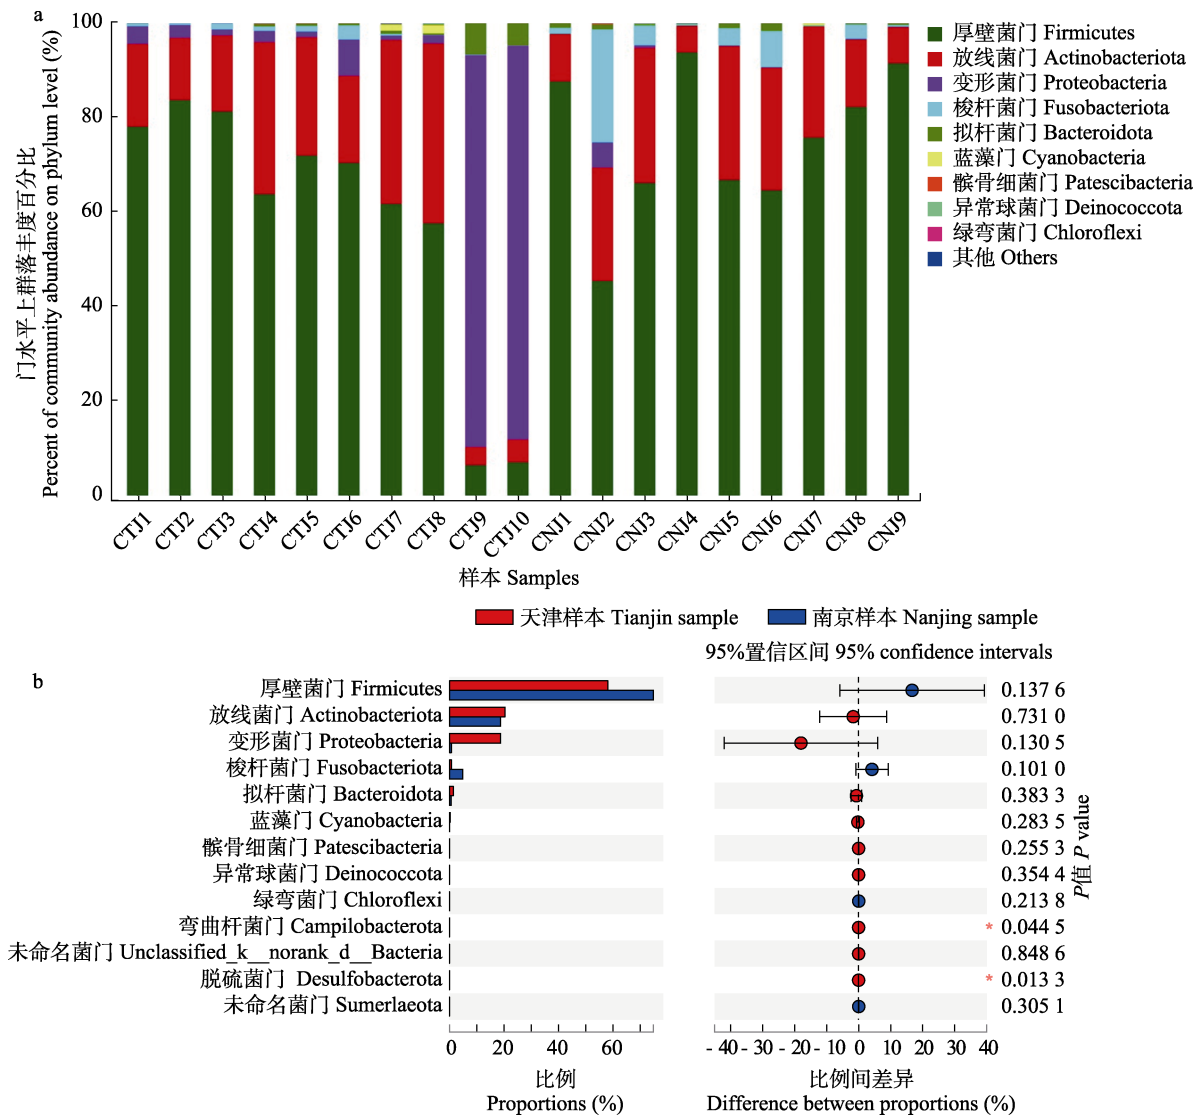 a
门水平上群落丰度百分比
Percent of community abundance on phylum level (%)
100
80
60
40
20
0
CTJ1
CTJ2
CTJ3
CTJ4
CTJ5
CTJ6
CTJ7
CTJ8
CTJ9
CTJ10
CNJ1
CNJ2
CNJ3
CNJ4
CNJ5
CNJ6
CNJ7
CNJ8
CNJ9
样本 Samples
厚壁菌门 Firmicutes
放线菌门 Actinobacteriota
变形菌门 Proteobacteria
梭杆菌门 Fusobacteriota
拟杆菌门 Bacteroidota
蓝藻门 Cyanobacteria
髌骨细菌门 Patescibacteria
异常球菌门 Deinococcota
绿弯菌门 Chloroflexi
其他 Others
天津样本 Tianjin sample
南京样本 Nanjing sample
95%置信区间 95% confidence intervals
b
厚壁菌门 Firmicutes 0.137 6
放线菌门 Actinobacteriota 0.731 0
变形菌门 Proteobacteria 0.130 5
梭杆菌门 Fusobacteriota 0.101 0
拟杆菌门 Bacteroidota 0.383 3
蓝藻门 Cyanobacteria 0.283 5
髌骨细菌门 Patescibacteria 0.255 3
异常球菌门 Deinococcota 0.354 4
绿弯菌门 Chloroflexi 0.213 8
弯曲杆菌门 Campilobacterota * 0.044 5
未命名菌门 Unclassified_k__norank_d__Bacteria 0.848 6
脱硫菌门 Desulfobacterota * 0.013 3
未命名菌门 Sumerlaeota 0.305 1
P值 P value
0 20 40 60
比例
Proportions (%)
- 40 - 30 - 20 - 10 0 10 20 30 40
比例间差异
Difference between proportions (%)